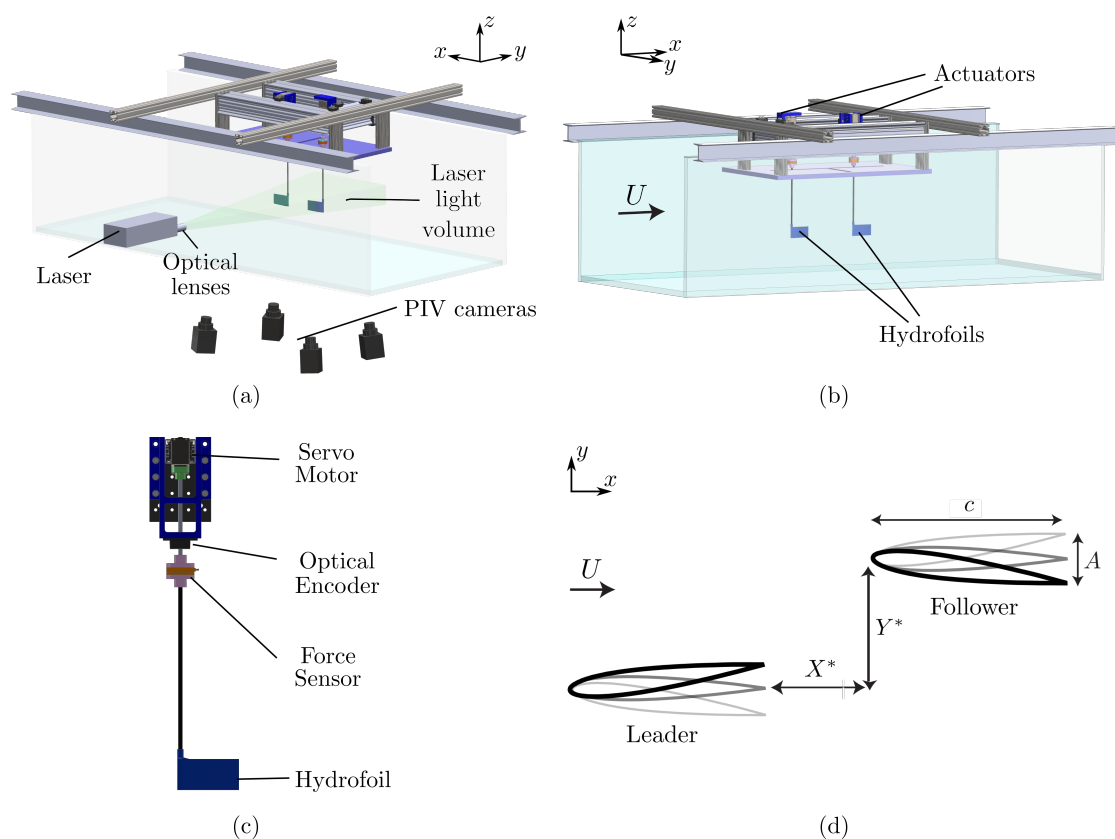 z
x
y
Laser
light
volume
Laser
Optical
lenses
PIV cameras
(a)
z
x
y
Actuators
U
Hydrofoils
(b)
Servo
Motor
Optical
Encoder
Force
Sensor
Hydrofoil
(c)
y
x
c
U
A
Follower
Y*
X*
Leader
(d)